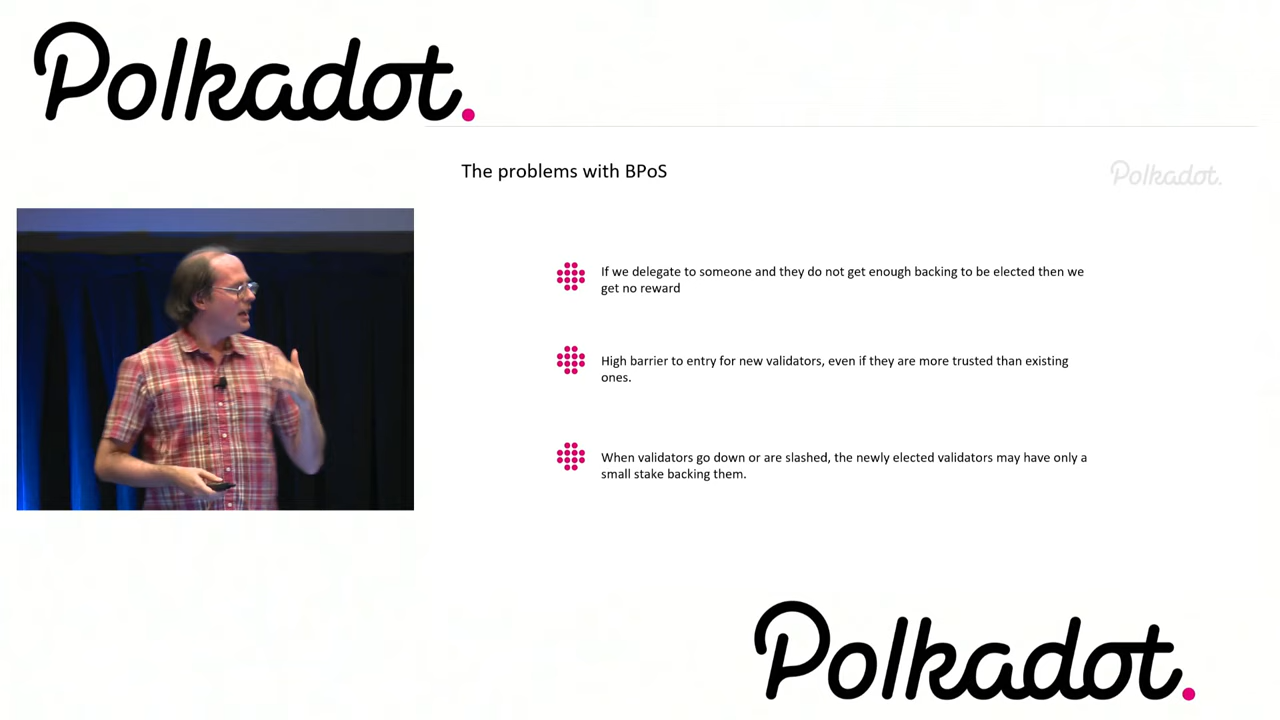 Polkadot.
The problems with BPoS
Polkadot.
If we delegate to someone and they do not get enough backing to be elected then we
get no reward
High barrier to entry for new validators, even if they are more trusted than existing
ones.
When validators go down or are slashed, the newly elected validators may have only a
small stake backing them.
Polkadot.